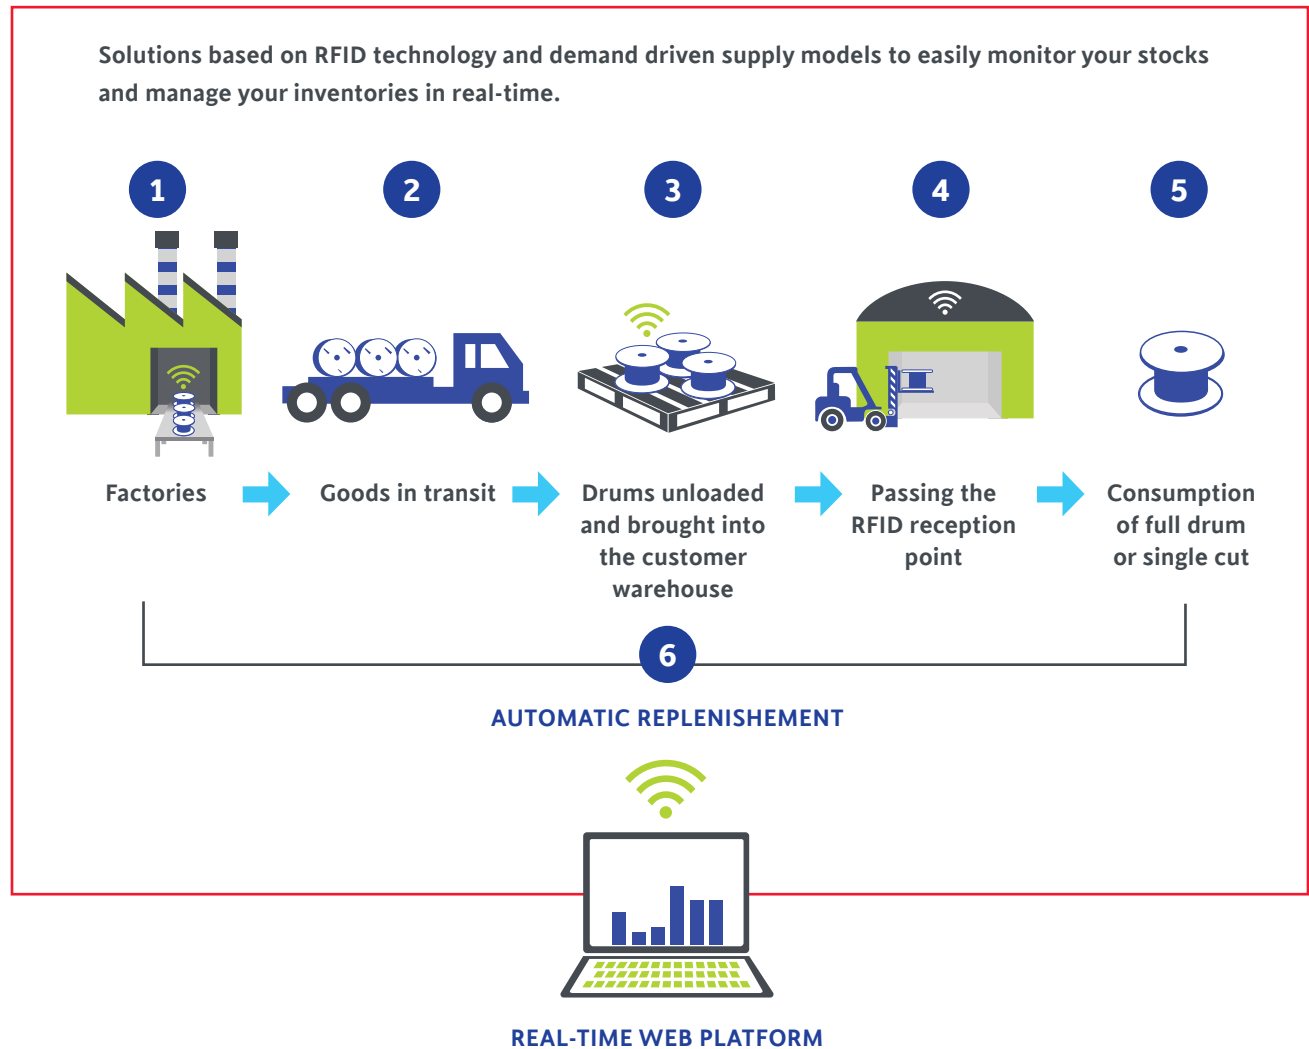 Solutions based on RFID technology and demand driven supply models to easily monitor your stocks
and manage your inventories in real-time.
1
2
3
4
5
Factories
Goods in transit
Drums unloaded
and brought into
the customer
warehouse
Passing the
RFID reception
point
Consumption
of full drum
or single cut
6
AUTOMATIC REPLENISHEMENT
REAL-TIME WEB PLATFORM